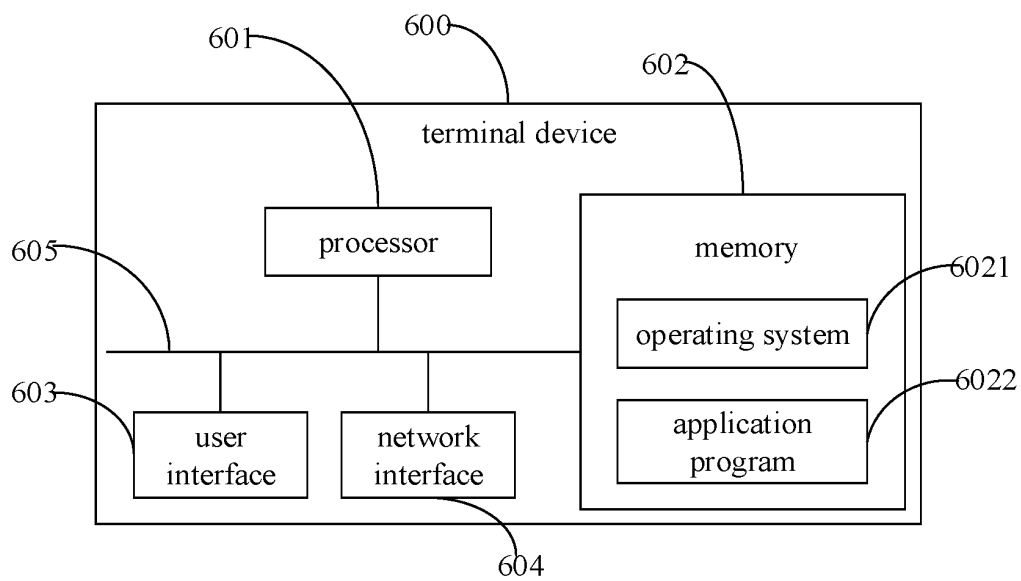 600
601
602
terminal device
processor
memory
605
6021
operating system
603
6022
user
interface
network
interface
application
program
604